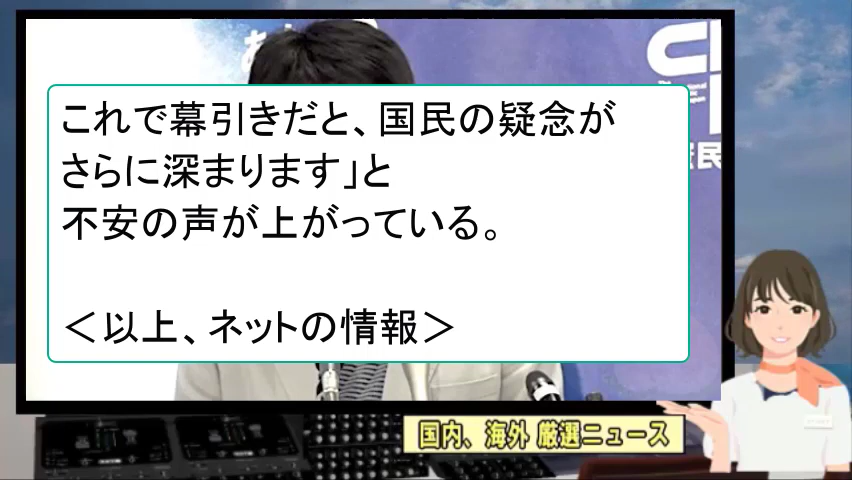 これで幕引きだと、国民の疑念が
さらに深まります」と
不安の声が上がっている。
＜以上、ネットの情報＞
国内、海外 厳選ニュース